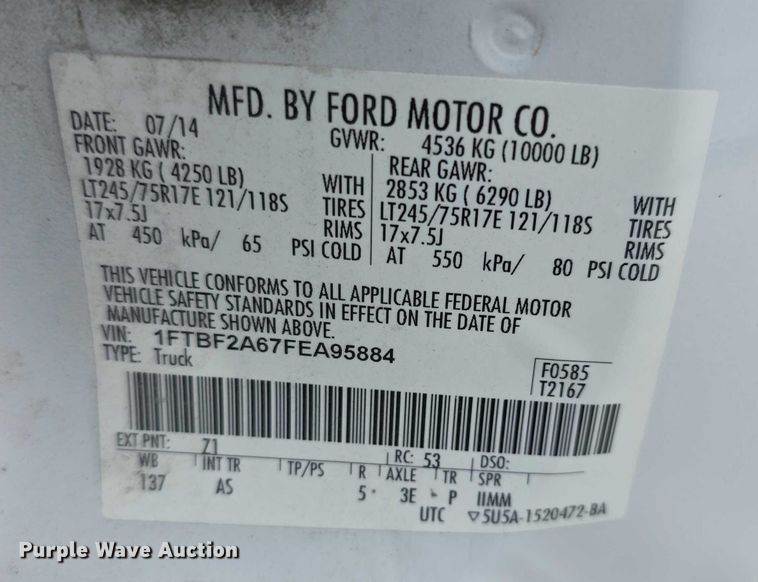 MFD. BY FORD MOTOR CO.
DATE: 07/14 GVWR: 4536 KG (10000 LB)
FRONT GAWR: REAR GAWR:
1928 KG ( 4250 LB) WITH 2853 KG ( 6290 LB) WITH
LT245/75R17E 121/118S TIRES LT245/75R17E 121/118S TIRES
17x7.5J RIMS 17x7.5J RIMS
AT 450 kPa/ 65 PSI COLD AT 550 kPa/ 80 PSI COLD
THIS VEHICLE CONFORMS TO ALL APPLICABLE FEDERAL MOTOR
VEHICLE SAFETY STANDARDS IN EFFECT ON THE DATE OF
MANUFACTURE SHOWN ABOVE.
VIN: 1FTBF2A67FEA95884
TYPE: Truck
F0585
T2167
EXT PNT: Z1 RC: 53 DSO:
WB INT TR TP/PS R AXLE TR SPR
137 AS 5 3E P IIMM
UTC ▽5U5A-1520472-BA
Purple Wave Auction